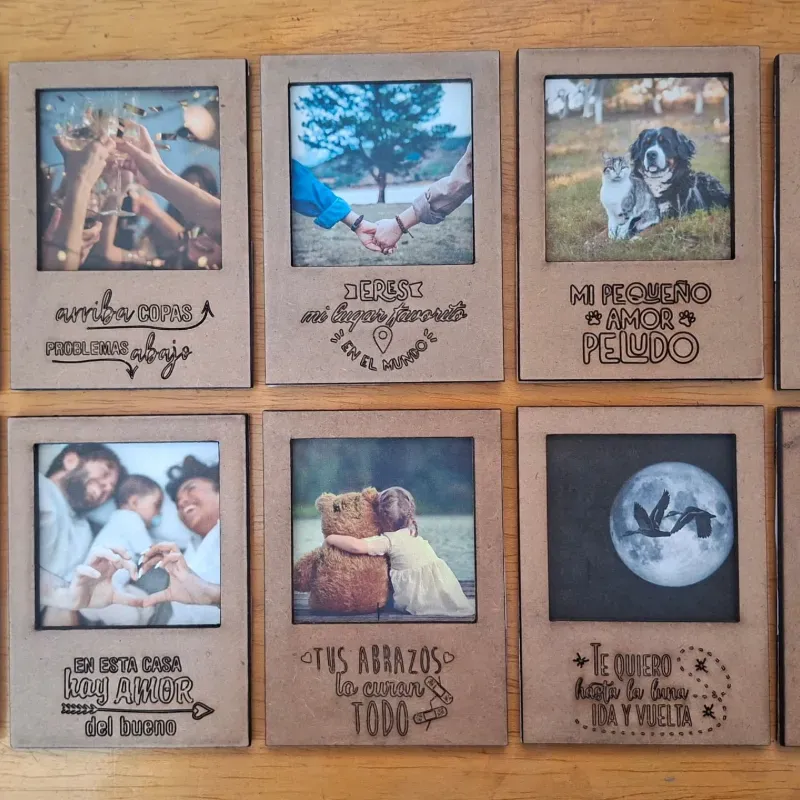 arriba COPAS
PROBLEMAS abajo
ERES
mi lugar favorito
EN EL MUNDO
MI PEQUEÑO
AMOR
PELUDO
EN ESTA CASA
hay AMOR
del bueno
TUS ABRAZOS
lo curan
TODO
TE QUIERO
hasta la luna
IDA Y VUELTA